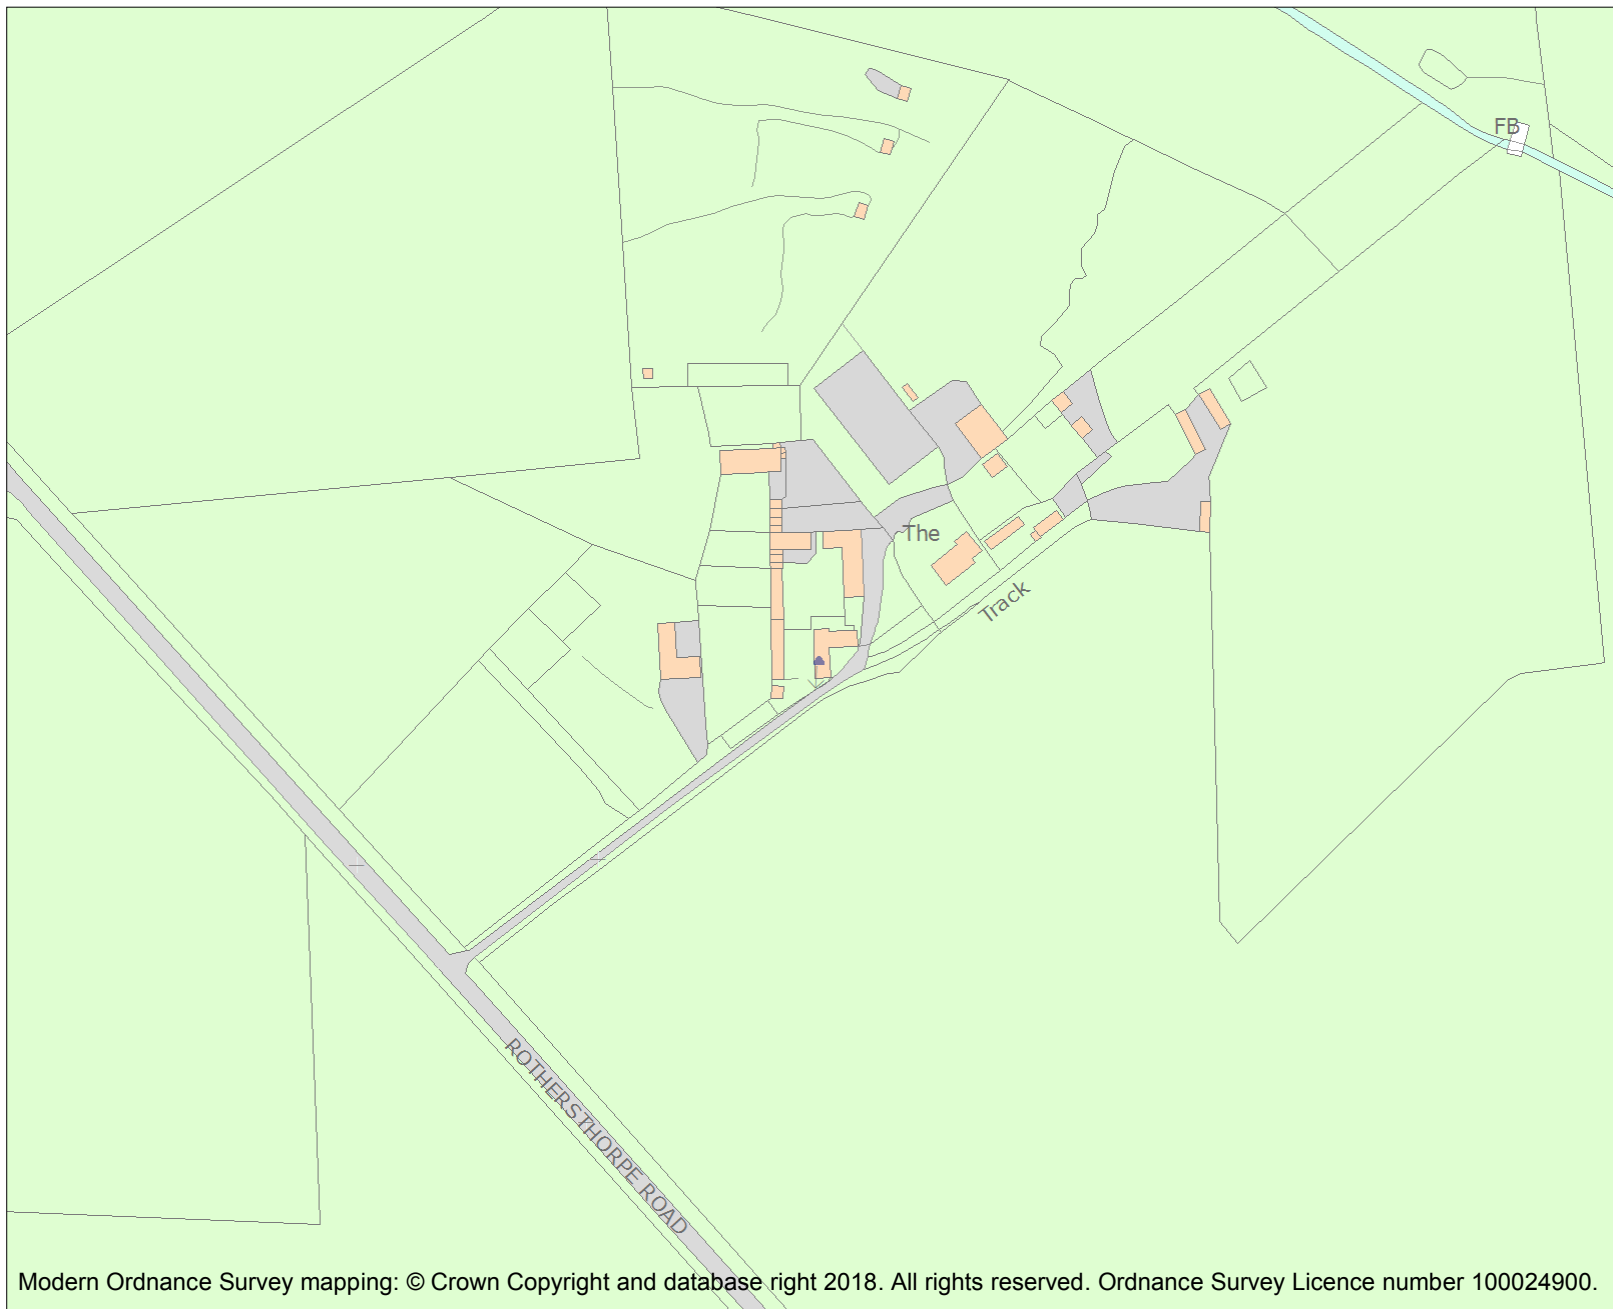 FB
The
Track
ROTHERSTHORPE ROAD
Modern Ordnance Survey mapping: © Crown Copyright and database right 2018. All rights reserved. Ordnance Survey Licence number 100024900.